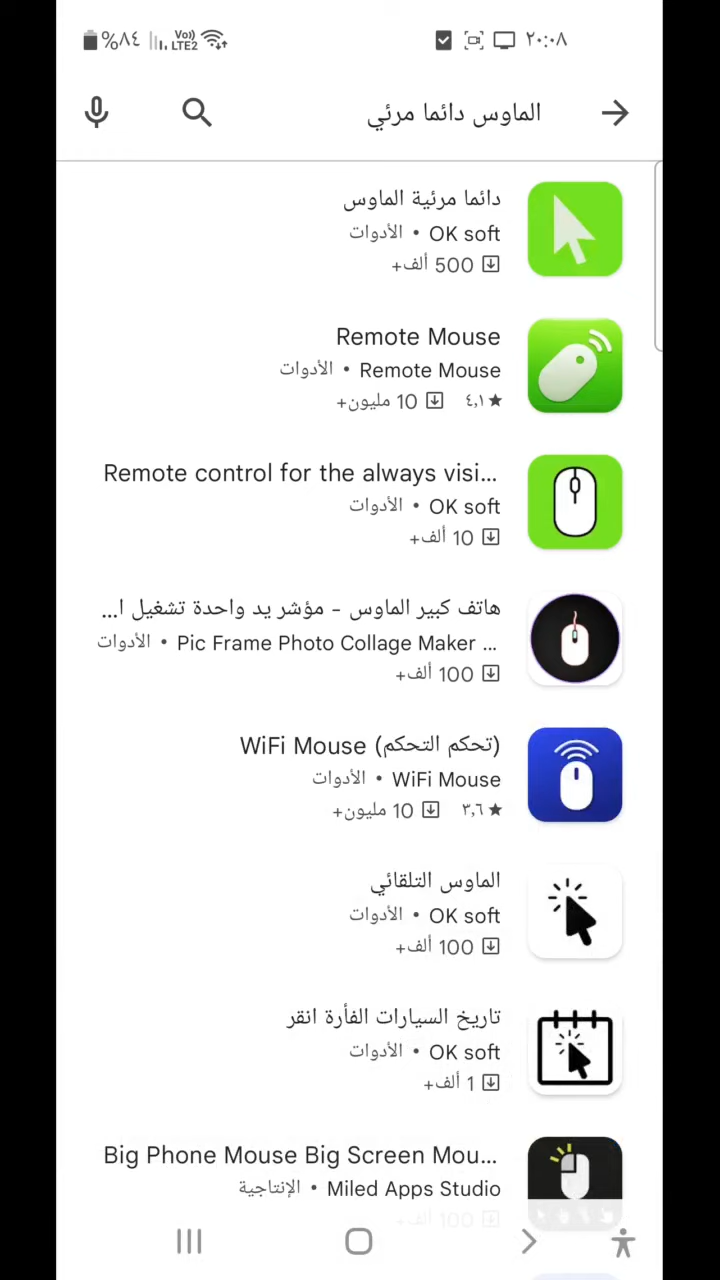 ٢٠:٠٨
Vo)) LTE2 %٨٤
الماوس دائما مرئي
دائما مرئية الماوس
OK soft • الأدوات
500 ألف+
Remote Mouse
Remote Mouse • الأدوات
٤,١★ 10 مليون+
Remote control for the always visi...
OK soft • الأدوات
10 ألف+
هاتف كبير الماوس - مؤشر يد واحدة تشغيل ا...
Pic Frame Photo Collage Maker ... • الأدوات
100 ألف+
WiFi Mouse (تحكم التحكم)
WiFi Mouse • الأدوات
٣,٦★ 10 مليون+
الماوس التلقائي
OK soft • الأدوات
100 ألف+
تاريخ السيارات الفأرة انقر
OK soft • الأدوات
1 ألف+
Big Phone Mouse Big Screen Mou...
Miled Apps Studio • الإنتاجية
100 ألف+